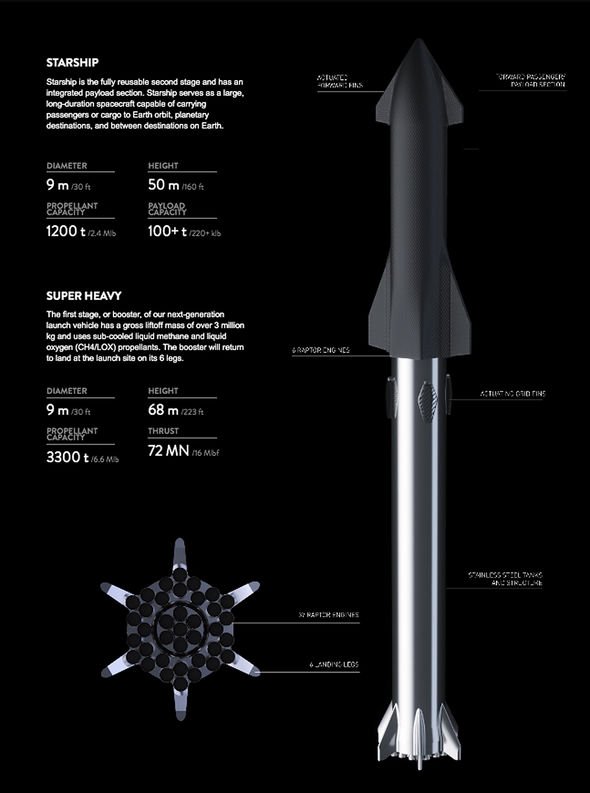 STARSHIP
Starship is the fully reusable second stage and has an
integrated payload section. Starship serves as a large,
long-duration spacecraft capable of carrying
passengers or cargo to Earth orbit, planetary
destinations, and between destinations on Earth.
DIAMETER
9 m /30 ft
HEIGHT
50 m /160 ft
PROPELLANT
CAPACITY
1200 t /2.4 Mlb
PAYLOAD
CAPACITY
100+ t /220+ klb
SUPER HEAVY
The first stage, or booster, of our next-generation
launch vehicle has a gross liftoff mass of over 3 million
kg and uses sub-cooled liquid methane and liquid
oxygen (CH4/LOX) propellants. The booster will return
to land at the launch site on its 6 legs.
DIAMETER
9 m /30 ft
HEIGHT
68 m /223 ft
PROPELLANT
CAPACITY
3300 t /6.6 Mlb
THRUST
72 MN /16 Mlbf
ACTUATED
FORWARD FINS
FORWARD PASSENGER/
PAYLOAD SECTION
6 RAPTOR ENGINES
ACTUATING GRID FINS
STAINLESS STEEL TANKS
AND STRUCTURE
37 RAPTOR ENGINES
6 LANDING LEGS